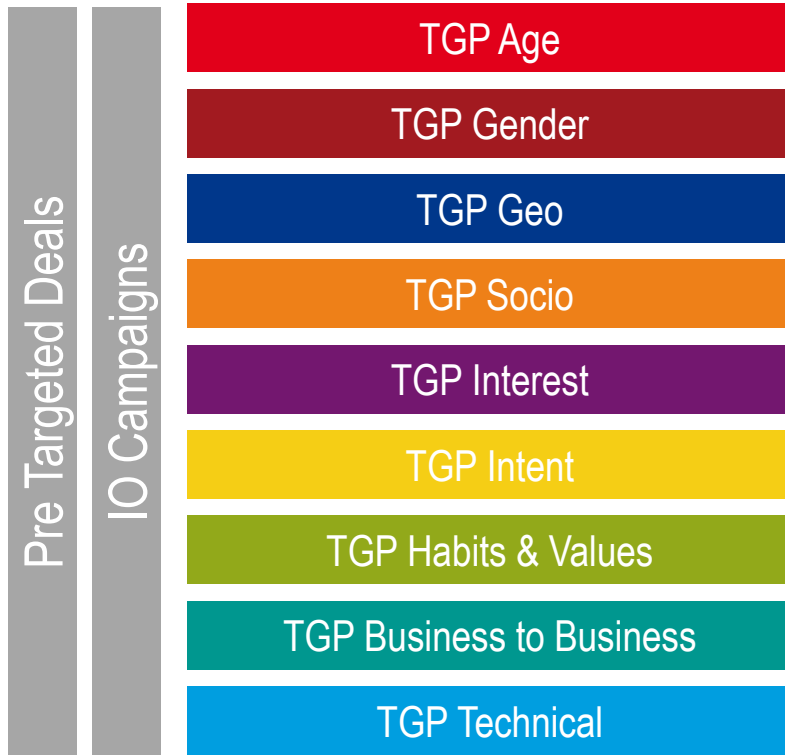 Pre Targeted Deals
IO Campaigns
TGP Age
TGP Gender
TGP Geo
TGP Socio
TGP Interest
TGP Intent
TGP Habits & Values
TGP Business to Business
TGP Technical